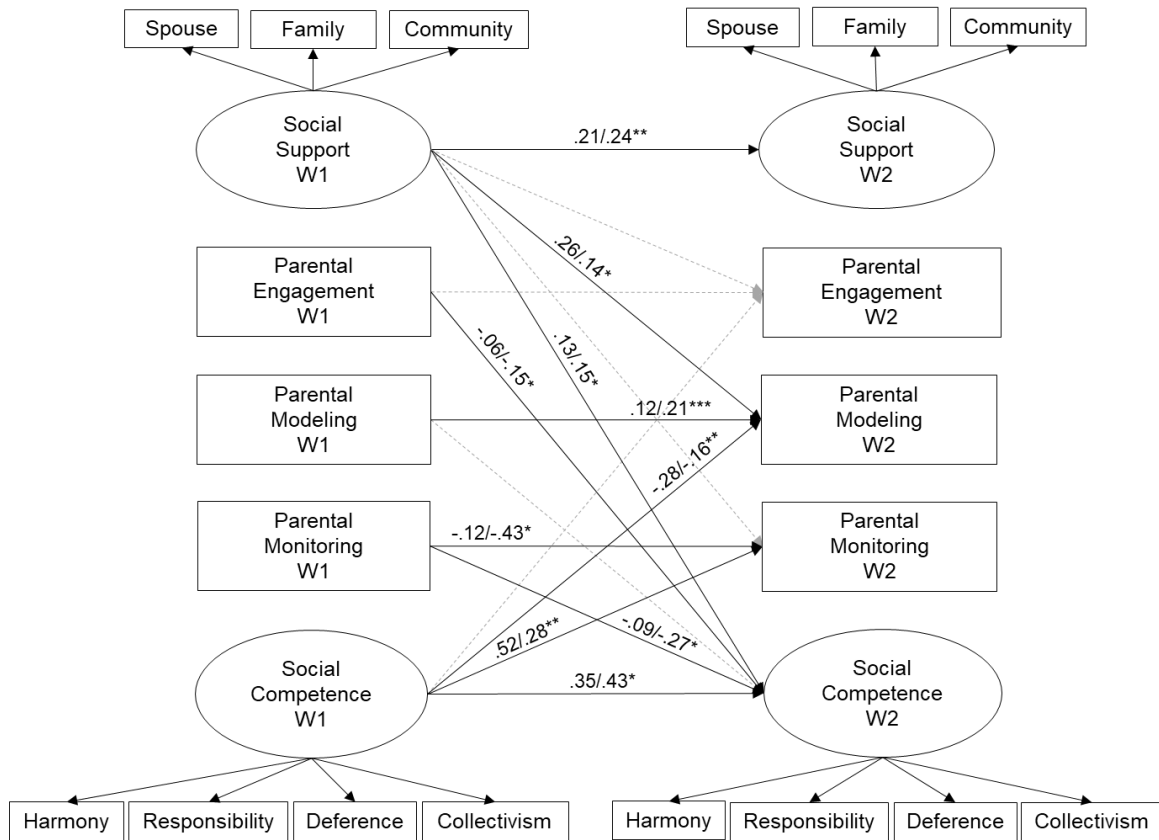 Spouse
Family
Community
Spouse
Family
Community
Social
Support
W1
.21/.24**
Social
Support
W2
.26/.14*
Parental
Engagement
W1
Parental
Engagement
W2
-.06/-.15*
.13/.15*
Parental
Modeling
W1
.12/.21***
Parental
Modeling
W2
-.28/-.16**
Parental
Monitoring
W1
-.12/-.43*
Parental
Monitoring
W2
.52/.28**
-.09/-.27*
Social
Competence
W1
.35/.43*
Social
Competence
W2
Harmony
Responsibility
Deference
Collectivism
Harmony
Responsibility
Deference
Collectivism